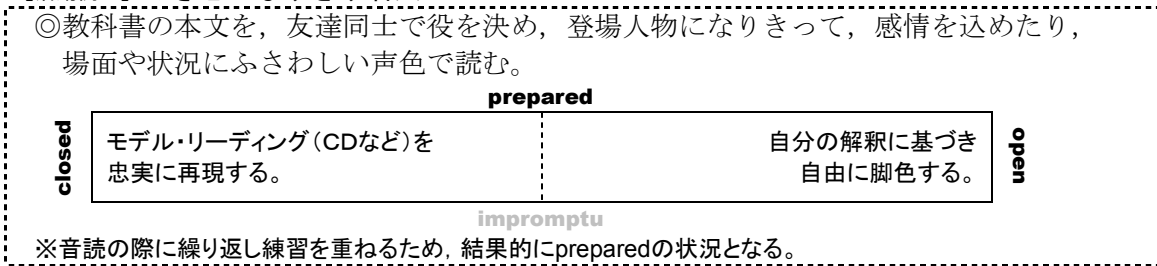 ◎教科書の本文を，友達同士で役を決め，登場人物になりきって，感情を込めたり，
場面や状況にふさわしい声色で読む。
prepared
closed
モデル・リーディング（CDなど）を
忠実に再現する。
自分の解釈に基づき
自由に脚色する。
open
impromptu
※音読の際に繰り返し練習を重ねるため，結果的にpreparedの状況となる。